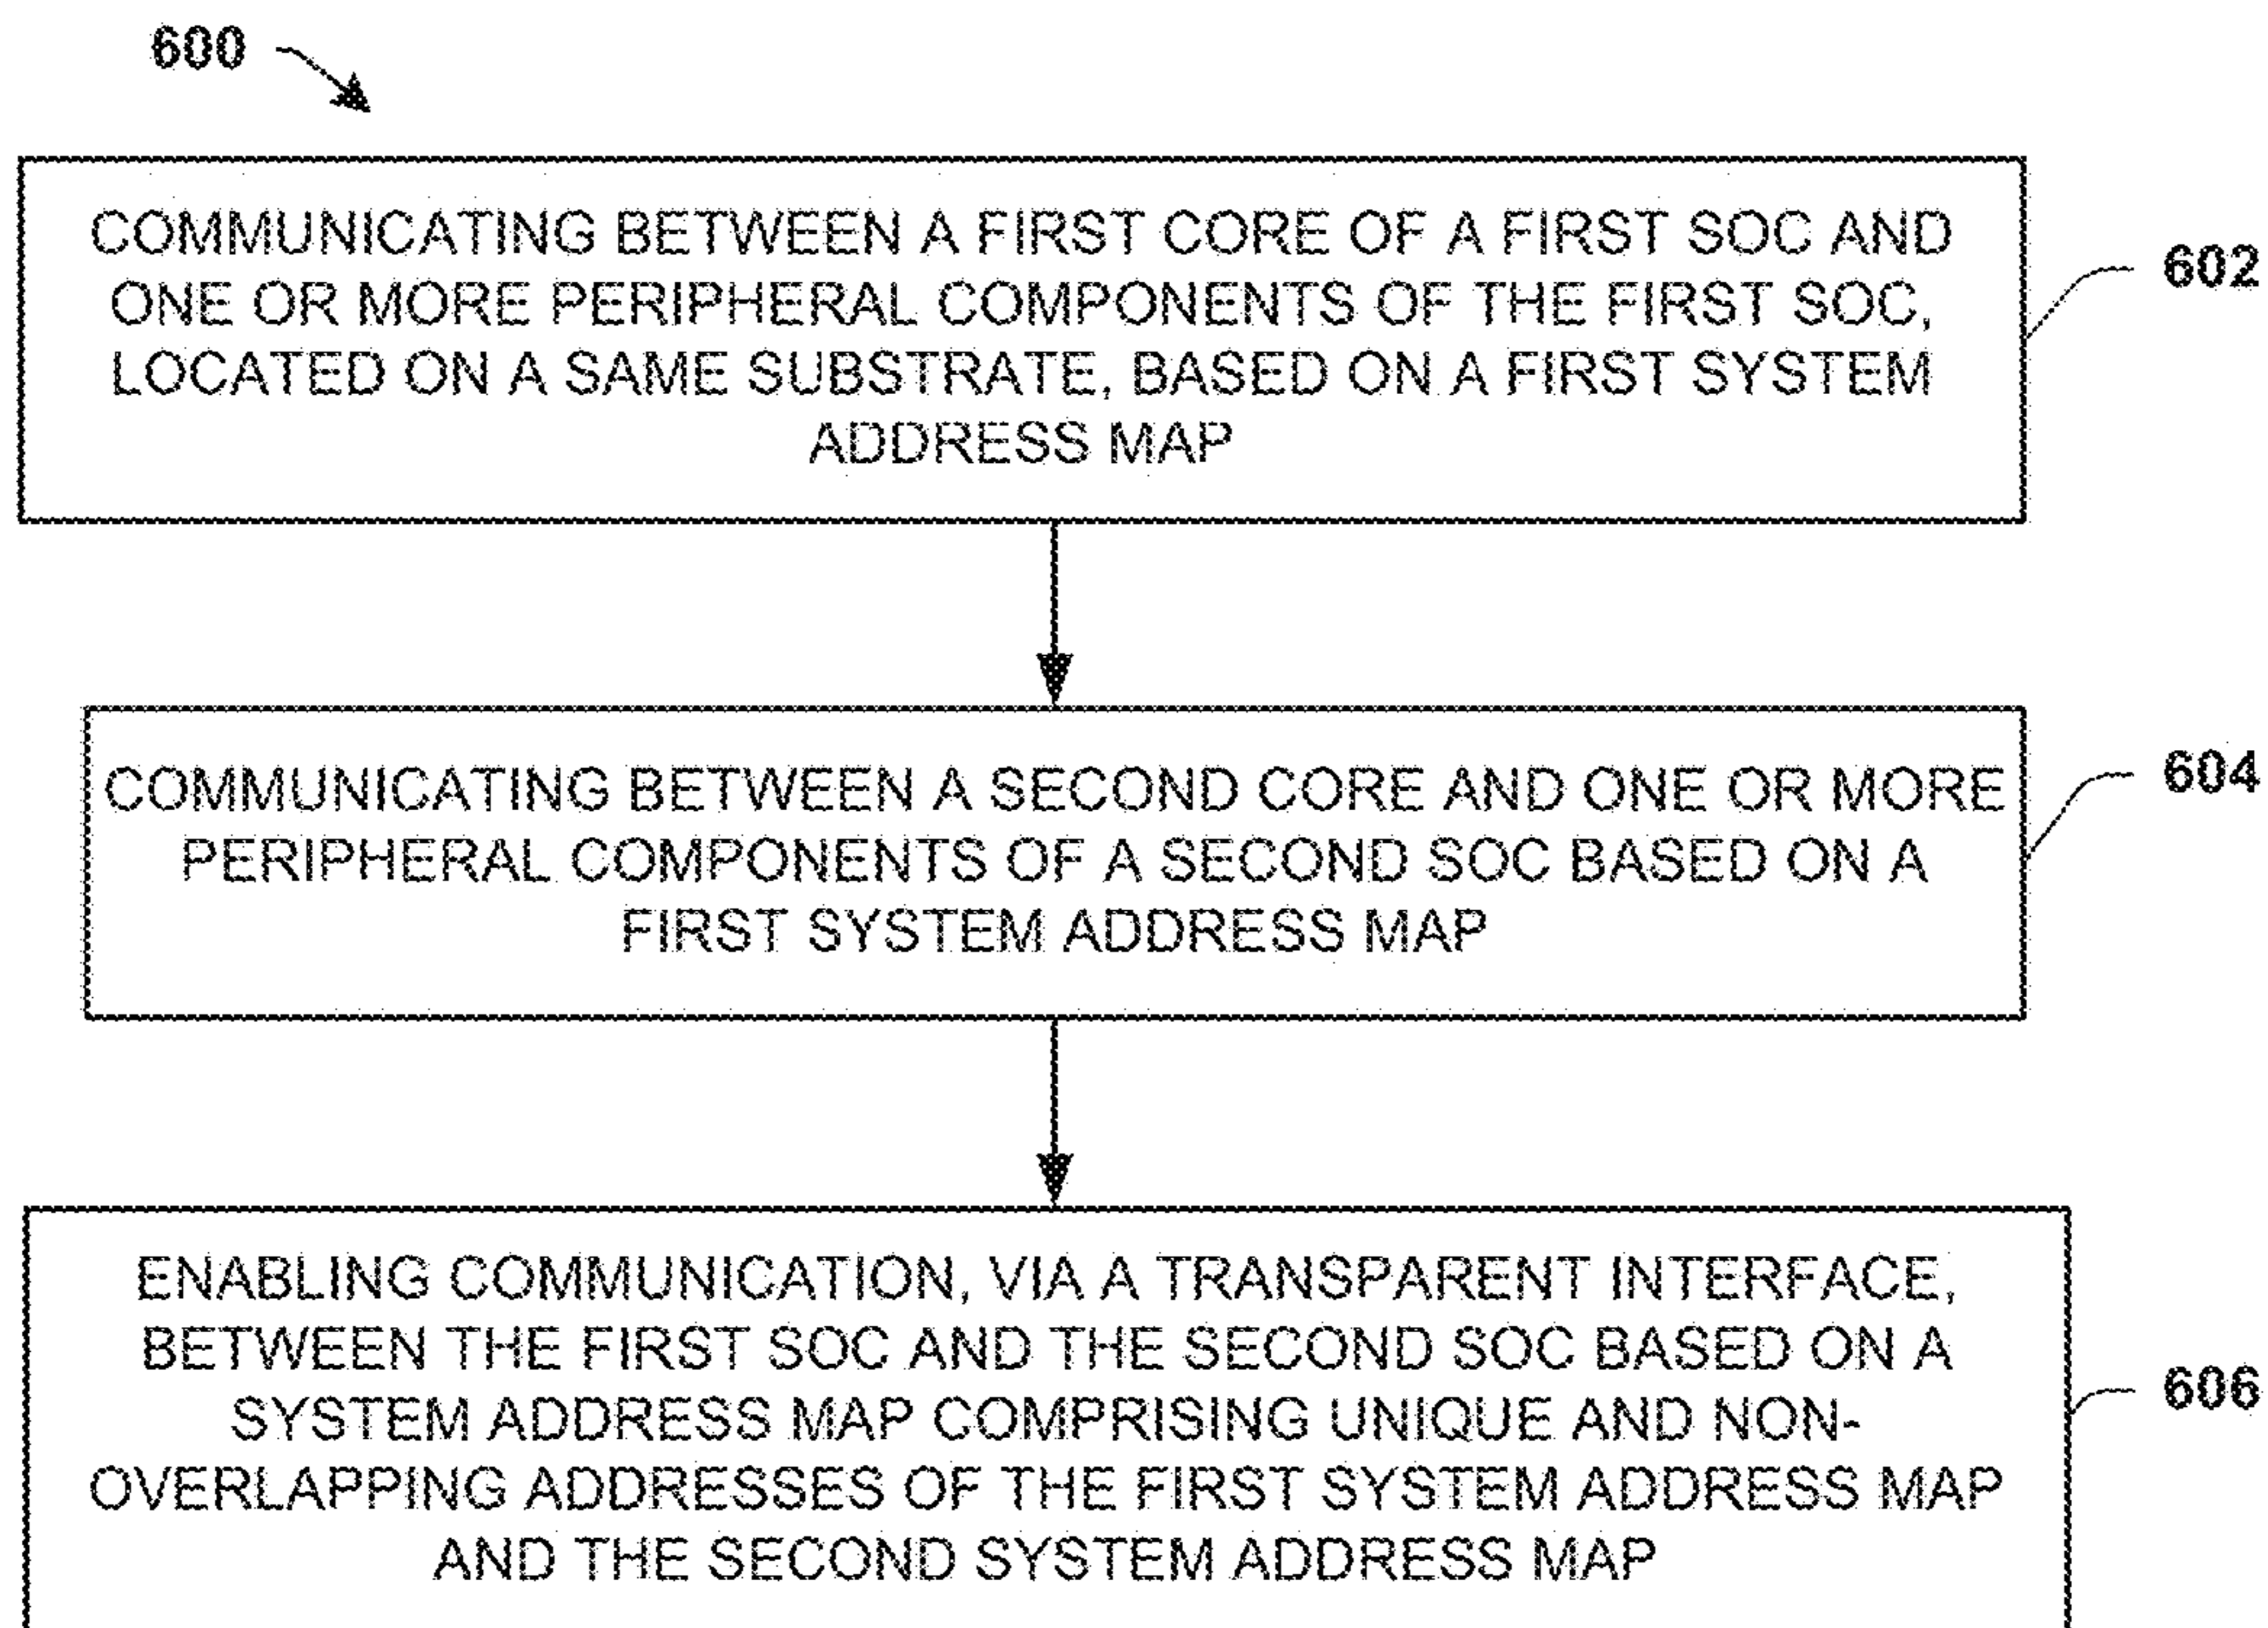 600
COMMUNICATING BETWEEN A FIRST CORE OF A FIRST SOC AND
ONE OR MORE PERIPHERAL COMPONENTS OF THE FIRST SOC,
LOCATED ON A SAME SUBSTRATE, BASED ON A FIRST SYSTEM
ADDRESS MAP
602
COMMUNICATING BETWEEN A SECOND CORE AND ONE OR MORE
PERIPHERAL COMPONENTS OF A SECOND SOC BASED ON A
FIRST SYSTEM ADDRESS MAP
604
ENABLING COMMUNICATION, VIA A TRANSPARENT INTERFACE,
BETWEEN THE FIRST SOC AND THE SECOND SOC BASED ON A
SYSTEM ADDRESS MAP COMPRISING UNIQUE AND NON-
OVERLAPPING ADDRESSES OF THE FIRST SYSTEM ADDRESS MAP
AND THE SECOND SYSTEM ADDRESS MAP
606